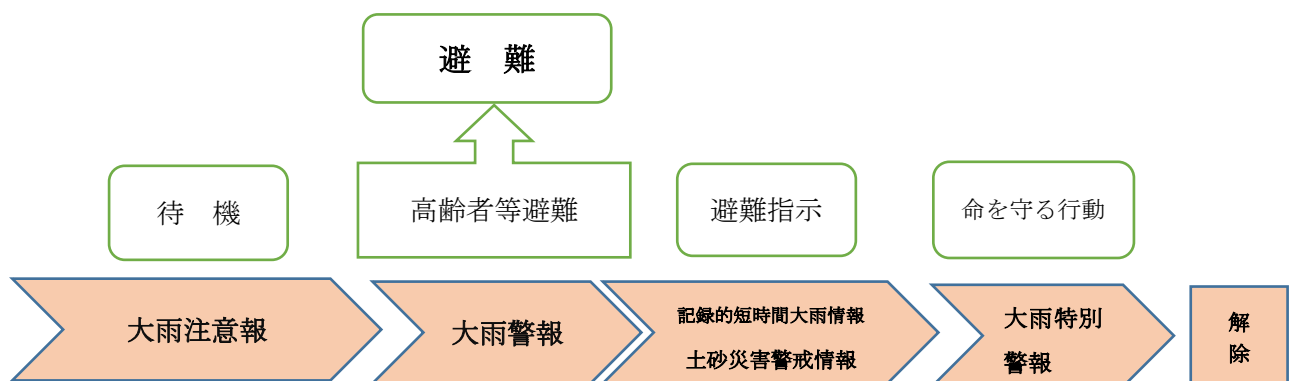 避　難
待　機
高齢者等避難
避難指示
命を守る行動
大雨注意報
大雨警報
記録的短時間大雨情報
土砂災害警戒情報
大雨特別
警報
解
除